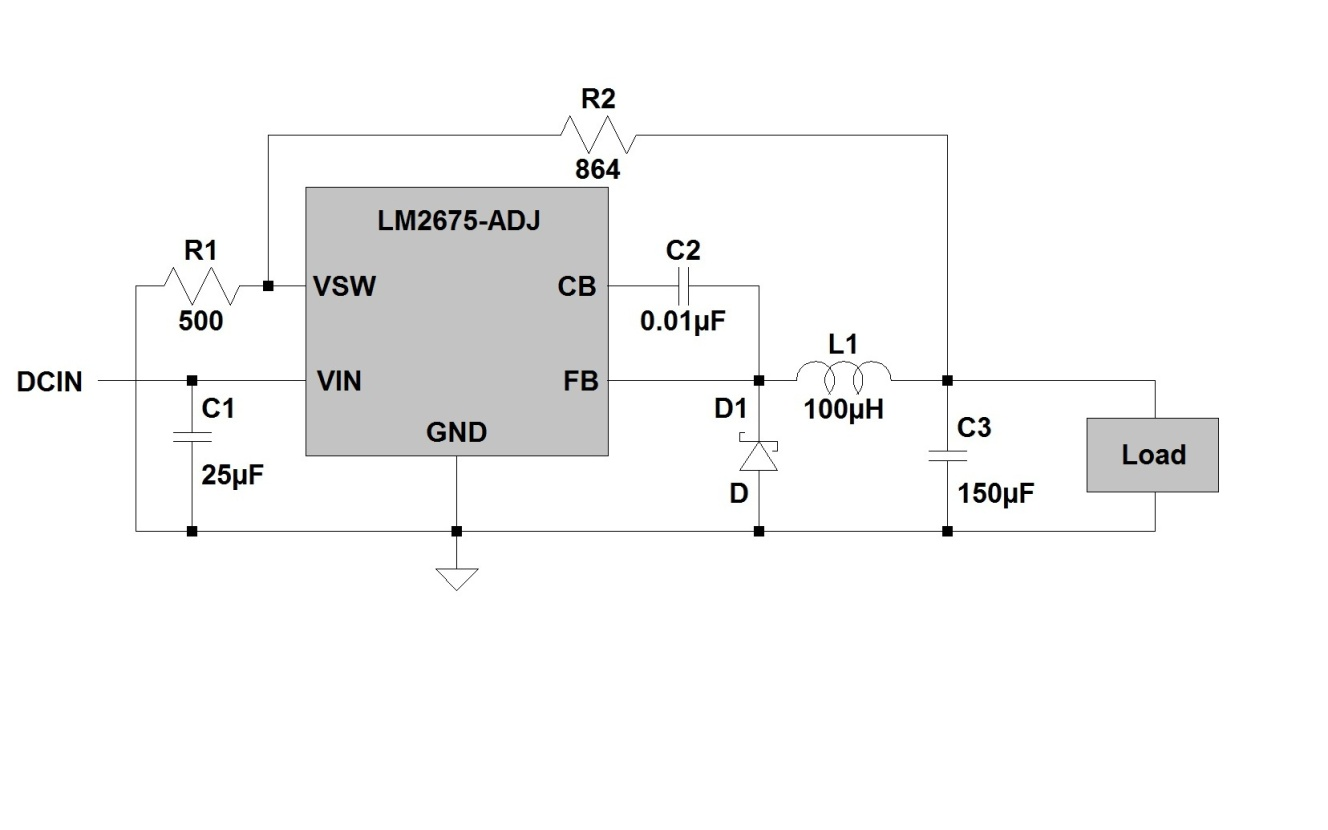 R2
864
LM2675-ADJ
R1
C2
VSW
CB
500
0.01µF
L1
DCIN
VIN
FB
C1
D1
100µH
GND
C3
Load
25µF
D
150µF